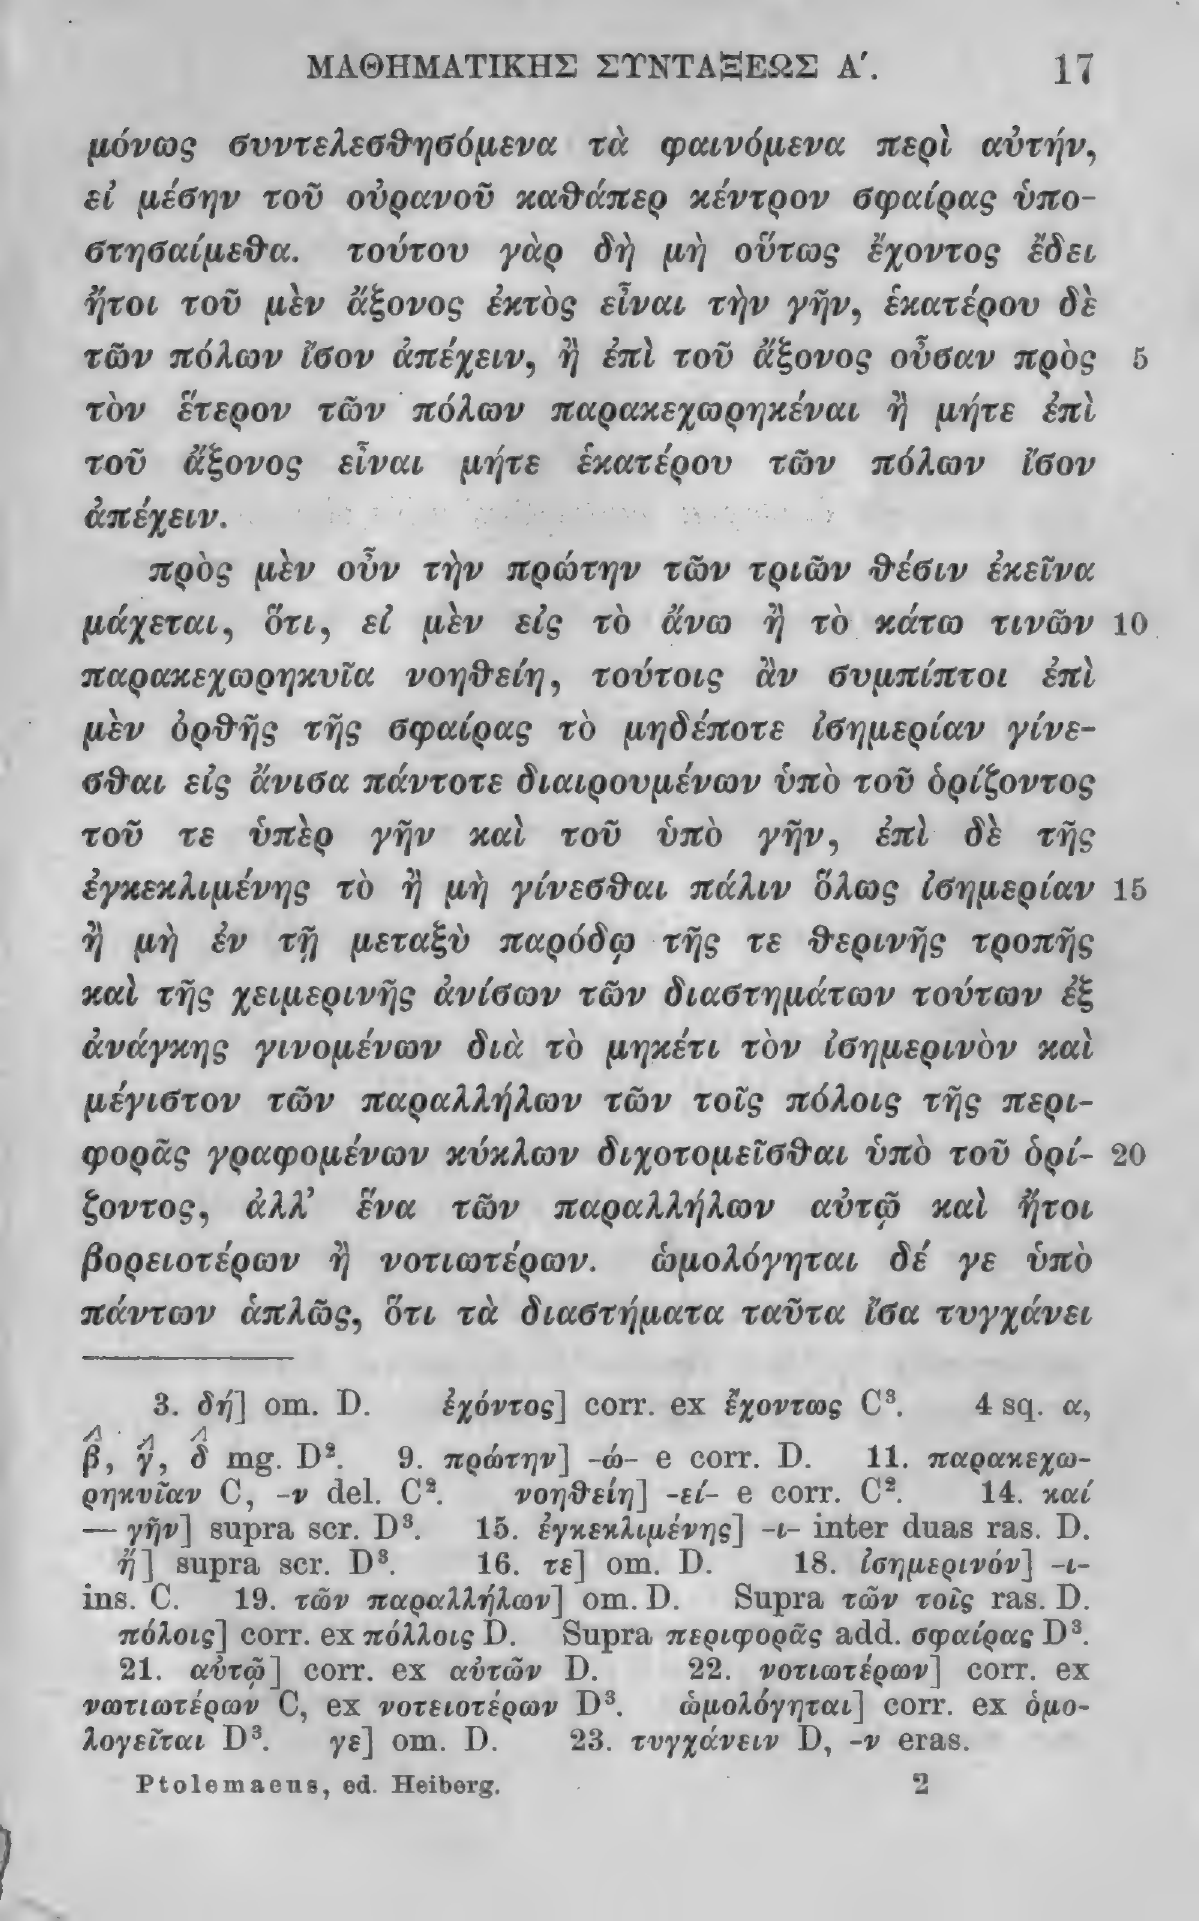 ΜΑΘΗΜΑΤΙΚΗΣ ΣΥΝΤΑΞΕΩΣ Α΄. 17
μόνως συντελεσθησόμενα τὰ φαινόμενα περὶ αὐτήν,
εἰ μέσην τοῦ οὐρανοῦ καθάπερ κέντρον σφαίρας ὑπο-
στησαίμεθα. τούτου γὰρ δὴ μὴ οὕτως ἔχοντος ἔδει
ἤτοι τοῦ μὲν ἄξονος ἐκτὸς εἶναι τὴν γῆν, ἑκατέρου δὲ
τῶν πόλων ἴσον ἀπέχειν, ἢ ἐπὶ τοῦ ἄξονος οὖσαν πρὸς 5
τὸν ἕτερον τῶν πόλων παρακεχωρηκέναι ἢ μήτε ἐπὶ
τοῦ ἄξονος εἶναι μήτε ἑκατέρου τῶν πόλων ἴσον
ἀπέχειν.
πρὸς μὲν οὖν τὴν πρώτην τῶν τριῶν θέσιν ἐκεῖνα
μάχεται, ὅτι, εἰ μὲν εἰς τὸ ἄνω ἢ τὸ κάτω τινῶν 10
παρακεχωρηκυῖα νοηθείη, τούτοις ἂν συμπίπτοι ἐπὶ
μὲν ὀρθῆς τῆς σφαίρας τὸ μηδέποτε ἰσημερίαν γίνε-
σθαι εἰς ἄνισα πάντοτε διαιρουμένων ὑπὸ τοῦ ὁρίζοντος
τοῦ τε ὑπὲρ γῆν καὶ τοῦ ὑπὸ γῆν, ἐπὶ δὲ τῆς
ἐγκεκλιμένης τὸ ἢ μὴ γίνεσθαι πάλιν ὅλως ἰσημερίαν 15
ἢ μὴ ἐν τῇ μεταξὺ παρόδῳ τῆς τε θερινῆς τροπῆς
καὶ τῆς χειμερινῆς ἀνίσων τῶν διαστημάτων τούτων ἐξ
ἀνάγκης γινομένων διὰ τὸ μηκέτι τὸν ἰσημερινὸν καὶ
μέγιστον τῶν παραλλήλων τῶν τοῖς πόλοις τῆς περι-
φορᾶς γραφομένων κύκλων διχοτομεῖσθαι ὑπὸ τοῦ ὁρί- 20
ζοντος, ἀλλ’ ἕνα τῶν παραλλήλων αὐτῷ καὶ ἤτοι
βορειοτέρων ἢ νοτιωτέρων. ὡμολόγηται δέ γε ὑπὸ
πάντων ἁπλῶς, ὅτι τὰ διαστήματα ταῦτα ἴσα τυγχάνει
3. δή] om. D. ἐχόντος] corr. ex ἔχοντως C³. 4 sq. α,
β, γ, δ mg. D². 9. πρώτην] -ώ- e corr. D. 11. παρακεχω-
ρηκυῖαν C, -ν del. C². νοηθείη] -εί- e corr. C². 14. καί
— γῆν] supra scr. D³. 15. ἐγκεκλιμένης] -ι- inter duas ras. D.
ἤ] supra scr. D³. 16. τε] om. D. 18. ἰσημερινόν] -ι-
ins. C. 19. τῶν παραλλήλων] om. D. Supra τῶν τοῖς ras. D.
πόλοις] corr. ex πόλλοις D. Supra περιφορᾶς add. σφαίρας D³.
21. αὐτῷ] corr. ex αὐτῶν D. 22. νοτιωτέρων] corr. ex
νωτιωτέρων C, ex νοτειοτέρων D³. ὡμολόγηται] corr. ex ὁμο-
λογεῖται D³. γε] om. D. 23. τυγχάνειν D, -ν eras.
Ptolemaeus, ed. Heiberg. 2